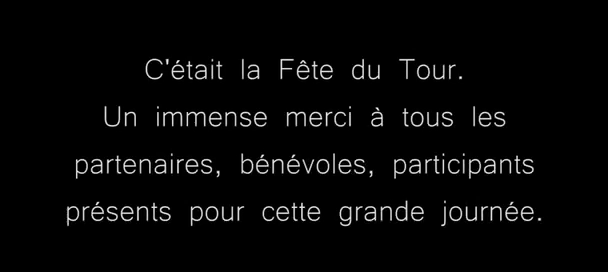 C'était la Fête du Tour.
Un immense merci à tous les
partenaires, bénévoles, participants
présents pour cette grande journée.